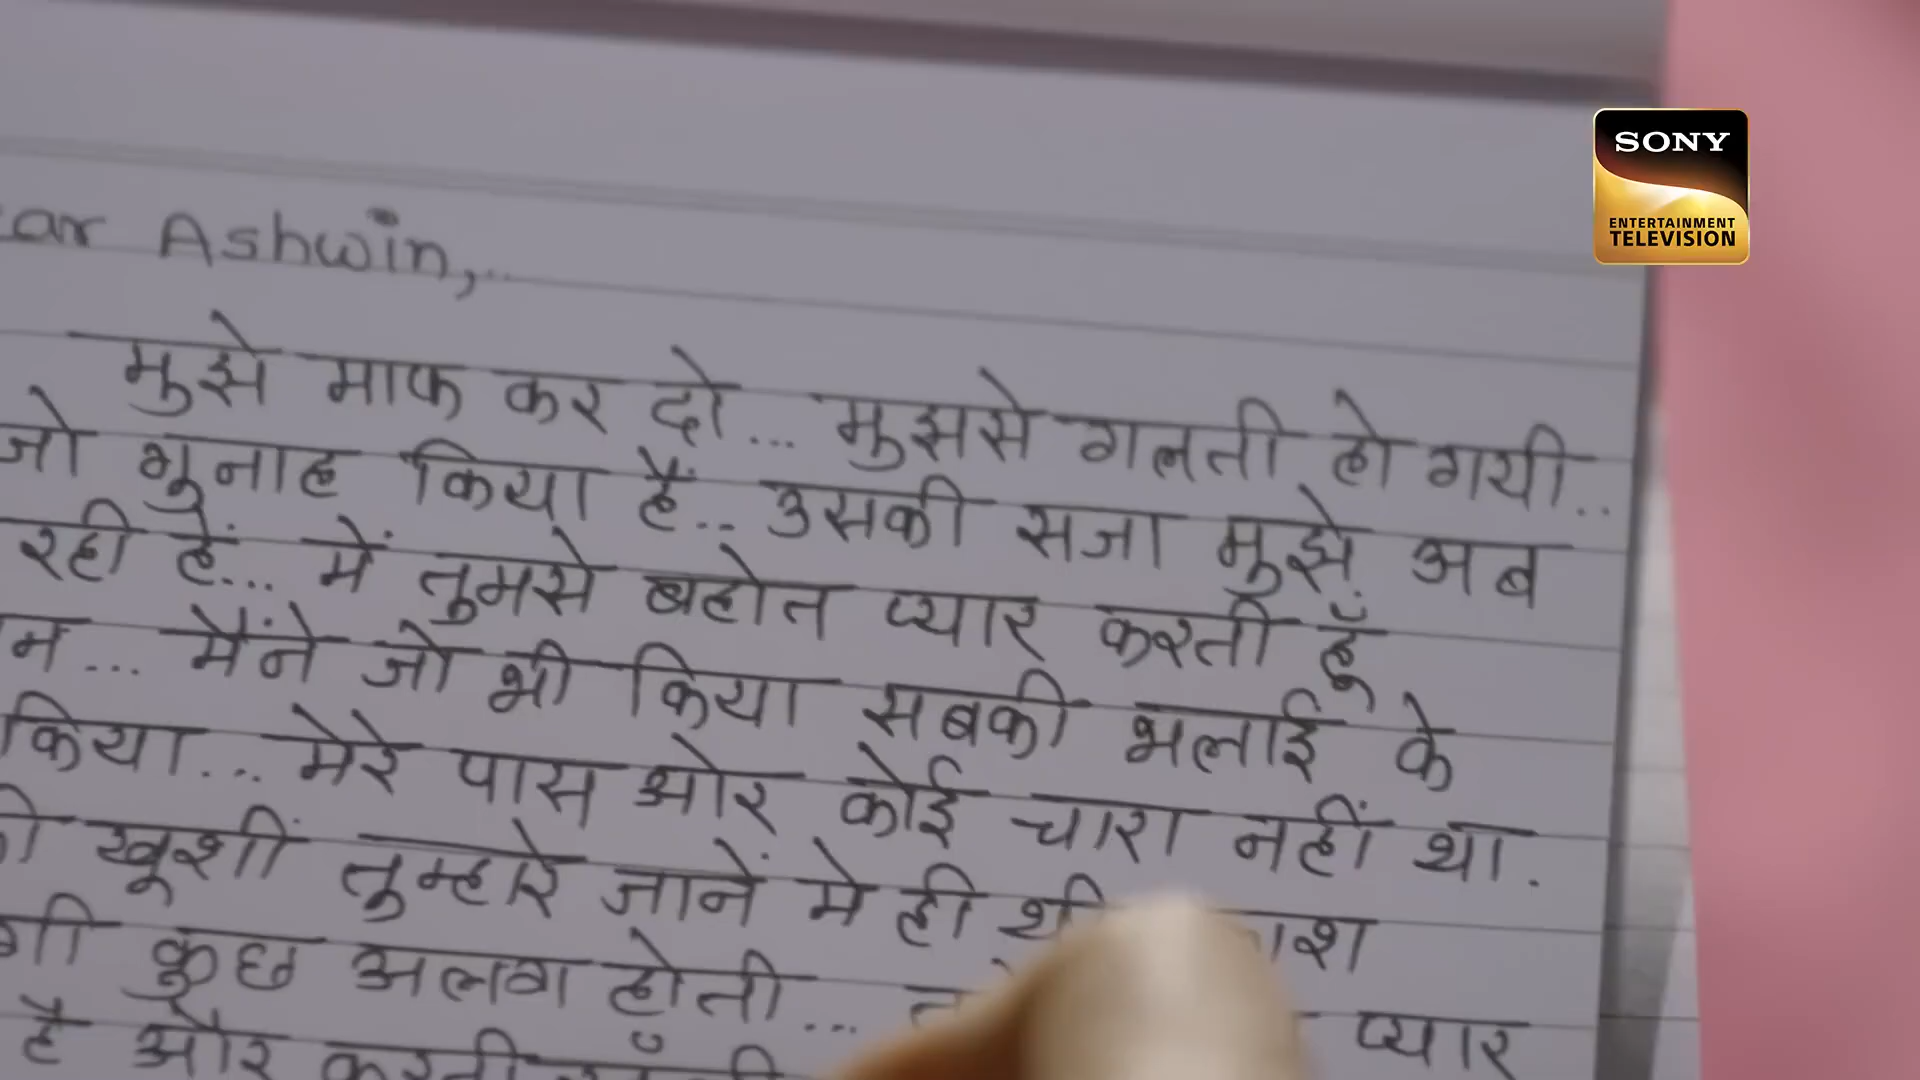 SONY
ENTERTAINMENT
TELEVISION
Ashwin,..
मुझे माफ कर दो... मुझसे गलती हो गयी..
जो गुनाह किया है.. उसकी सजा मुझे अब
रही हैं... में तुमसे बहोत प्यार करती हूँ
... मैंने जो भी किया सबकी भलाई के
किया... मेरे पास ओर कोई चारा नहीं था.
खूशीं तुम्हारे जानें मे ही
कुछ अलग होती... प्यार
है और